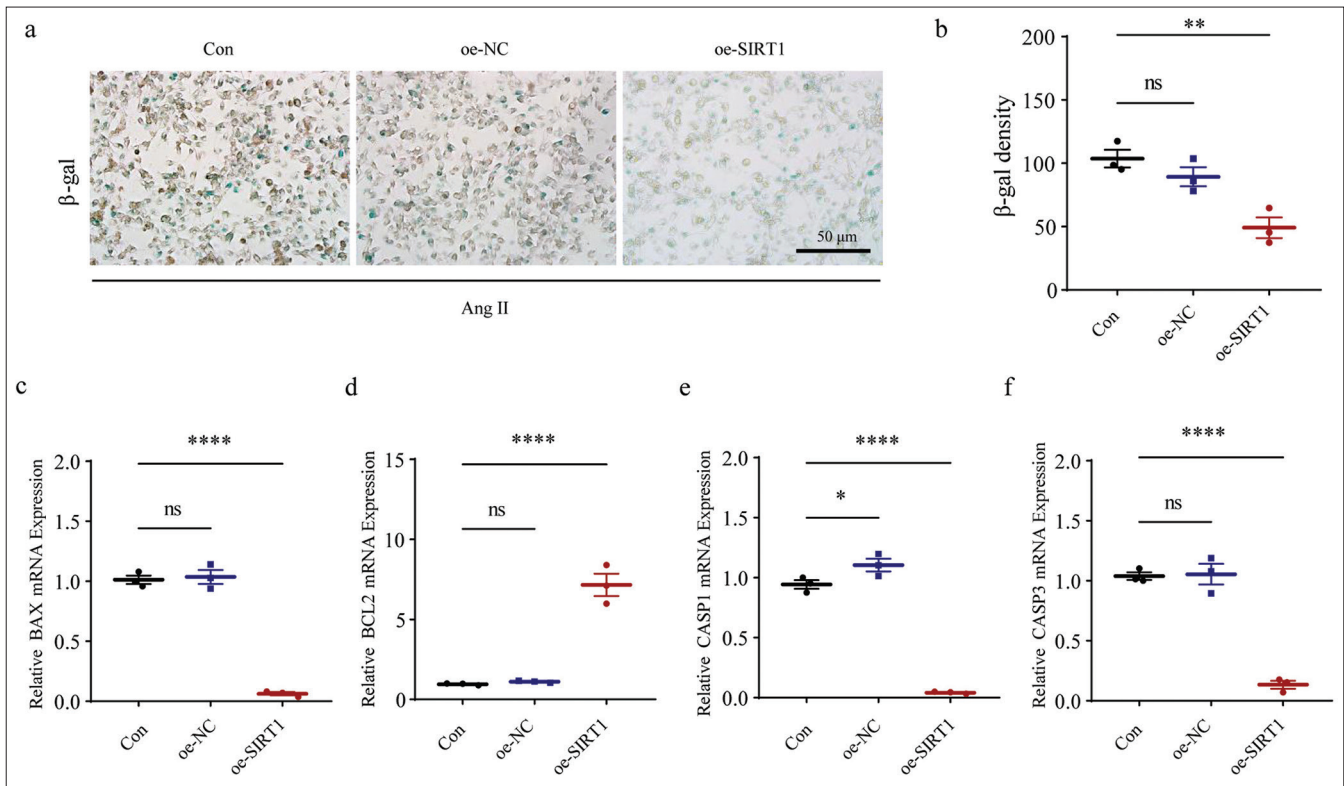 a
Con
oe-NC
oe-SIRT1
β-gal
50 μm
Ang II
b
**
ns
200
150
100
50
0
β-gal density
Con
oe-NC
oe-SIRT1
c
****
ns
2.0
1.5
1.0
0.5
0.0
Relative BAX mRNA Expression
Con
oe-NC
oe-SIRT1
d
****
ns
15
10
5
0
Relative BCL2 mRNA Expression
Con
oe-NC
oe-SIRT1
e
****
*
2.0
1.5
1.0
0.5
0.0
Relative CASP1 mRNA Expression
Con
oe-NC
oe-SIRT1
f
****
ns
2.0
1.5
1.0
0.5
0.0
Relative CASP3 mRNA Expression
Con
oe-NC
oe-SIRT1